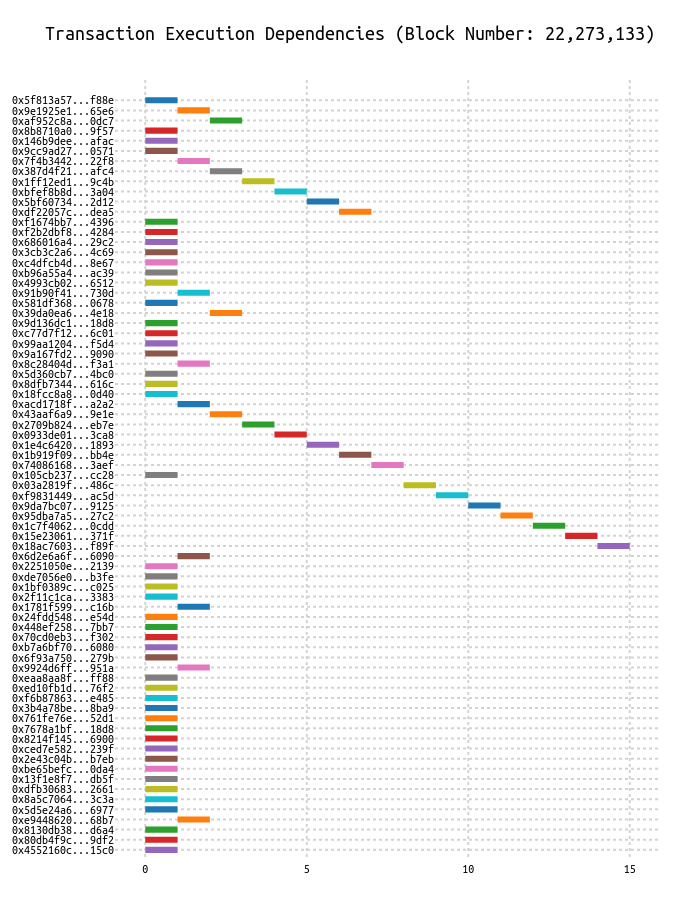 Transaction Execution Dependencies (Block Number: 22,273,133)
0x5f813a57...f88e
0x9e1925e1...65e6
0xaf952c8a...0dc7
0x8b8710a0...9f57
0x146b9dee...afac
0x9cc9ad27...0571
0x7f4b3442...22f8
0x387d4f21...afc4
0x1ff12ed1...9c4b
0xbfef8b8d...3a04
0x5bf60734...2d12
0xdf22057c...dea5
0xf1674bb7...4396
0xf2b2dbf8...4284
0x686016a4...29c2
0x3cb3c2a6...4c69
0xc4dfcb4d...8e67
0xb96a55a4...ac39
0x4993cb02...6512
0x91b90f41...730d
0x581df368...0678
0x39da0ea6...4e18
0x9d136dc1...18d8
0xc77d7f12...6c01
0x99aa1204...f5d4
0x9a167fd2...9090
0x8c28404d...f3a1
0x5d360cb7...4bc0
0x8dfb7344...616c
0x18fcc8a8...0d40
0xacd1718f...a2a2
0x43aaf6a9...9e1e
0x2709b824...eb7e
0x0933de01...3ca8
0x1e4c6420...1893
0x1b919f09...bb4e
0x74086168...3aef
0x105cb237...cc28
0x03a2819f...486c
0xf9831449...ac5d
0x9da7bc07...9125
0x95dba7a5...27c2
0x1c7f4062...0cdd
0x15e23061...371f
0x18ac7603...f89f
0x6d2e6a6f...6090
0x2251050e...2139
0xde7056e0...b3fe
0x1bf0389c...c025
0x2f11c1ca...3383
0x1781f599...c16b
0x24fdd548...e54d
0x448ef258...7bb7
0x70cd0eb3...f302
0xb7a6bf70...6080
0x6f93a750...279b
0x9924d6ff...951a
0xeaa8aa8f...ff88
0xed10fb1d...76f2
0xf6b87863...e485
0x3b4a78be...8ba9
0x761fe76e...52d1
0x7678a1bf...18d8
0x8214f145...6900
0xced7e582...239f
0x2e43c04b...b7eb
0xbe65befc...0da4
0x13f1e8f7...db5f
0xdfb30683...2661
0x8a5c7064...3c3a
0x5d5e24a6...6977
0xe9448620...68b7
0x8130db38...d6a4
0x80db4f9c...9df2
0x4552160c...15c0
0 5 10 15